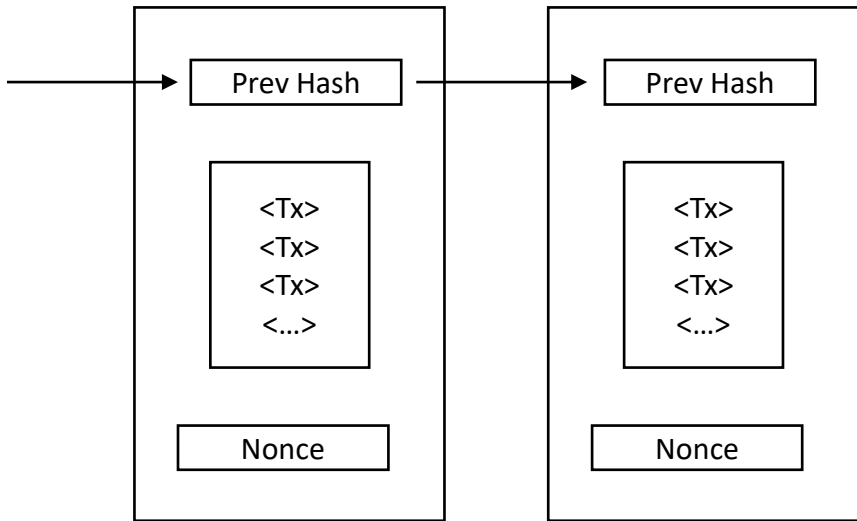 Prev Hash
<Tx>
<Tx>
<Tx>
<...>
Nonce
Prev Hash
<Tx>
<Tx>
<Tx>
<...>
Nonce